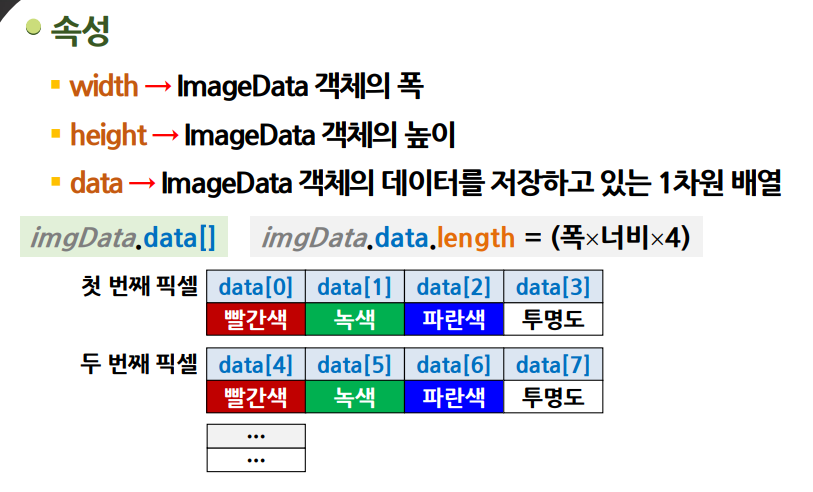 속성
width → ImageData 객체의 폭
height → ImageData 객체의 높이
data → ImageData 객체의 데이터를 저장하고 있는 1차원 배열
imgData.data[] imgData.data.length = (폭×너비×4)
첫 번째 픽셀 data[0] data[1] data[2] data[3]
빨간색 녹색 파란색 투명도
두 번째 픽셀 data[4] data[5] data[6] data[7]
빨간색 녹색 파란색 투명도
…
…